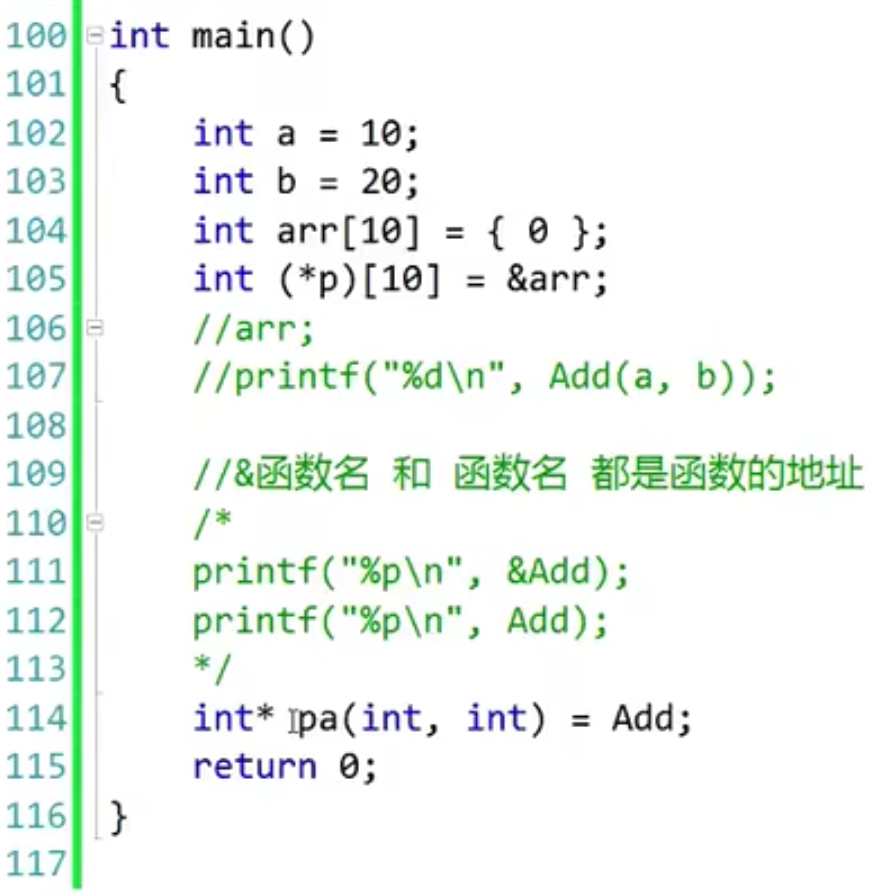 100 int main()
101 {
102 int a = 10;
103 int b = 20;
104 int arr[10] = { 0 };
105 int (*p)[10] = &arr;
106 //arr;
107 //printf("%d\n", Add(a, b));
108
109 //&函数名 和 函数名 都是函数的地址
110 /*
111 printf("%p\n", &Add);
112 printf("%p\n", Add);
113 */
114 int* pa(int, int) = Add;
115 return 0;
116 }
117